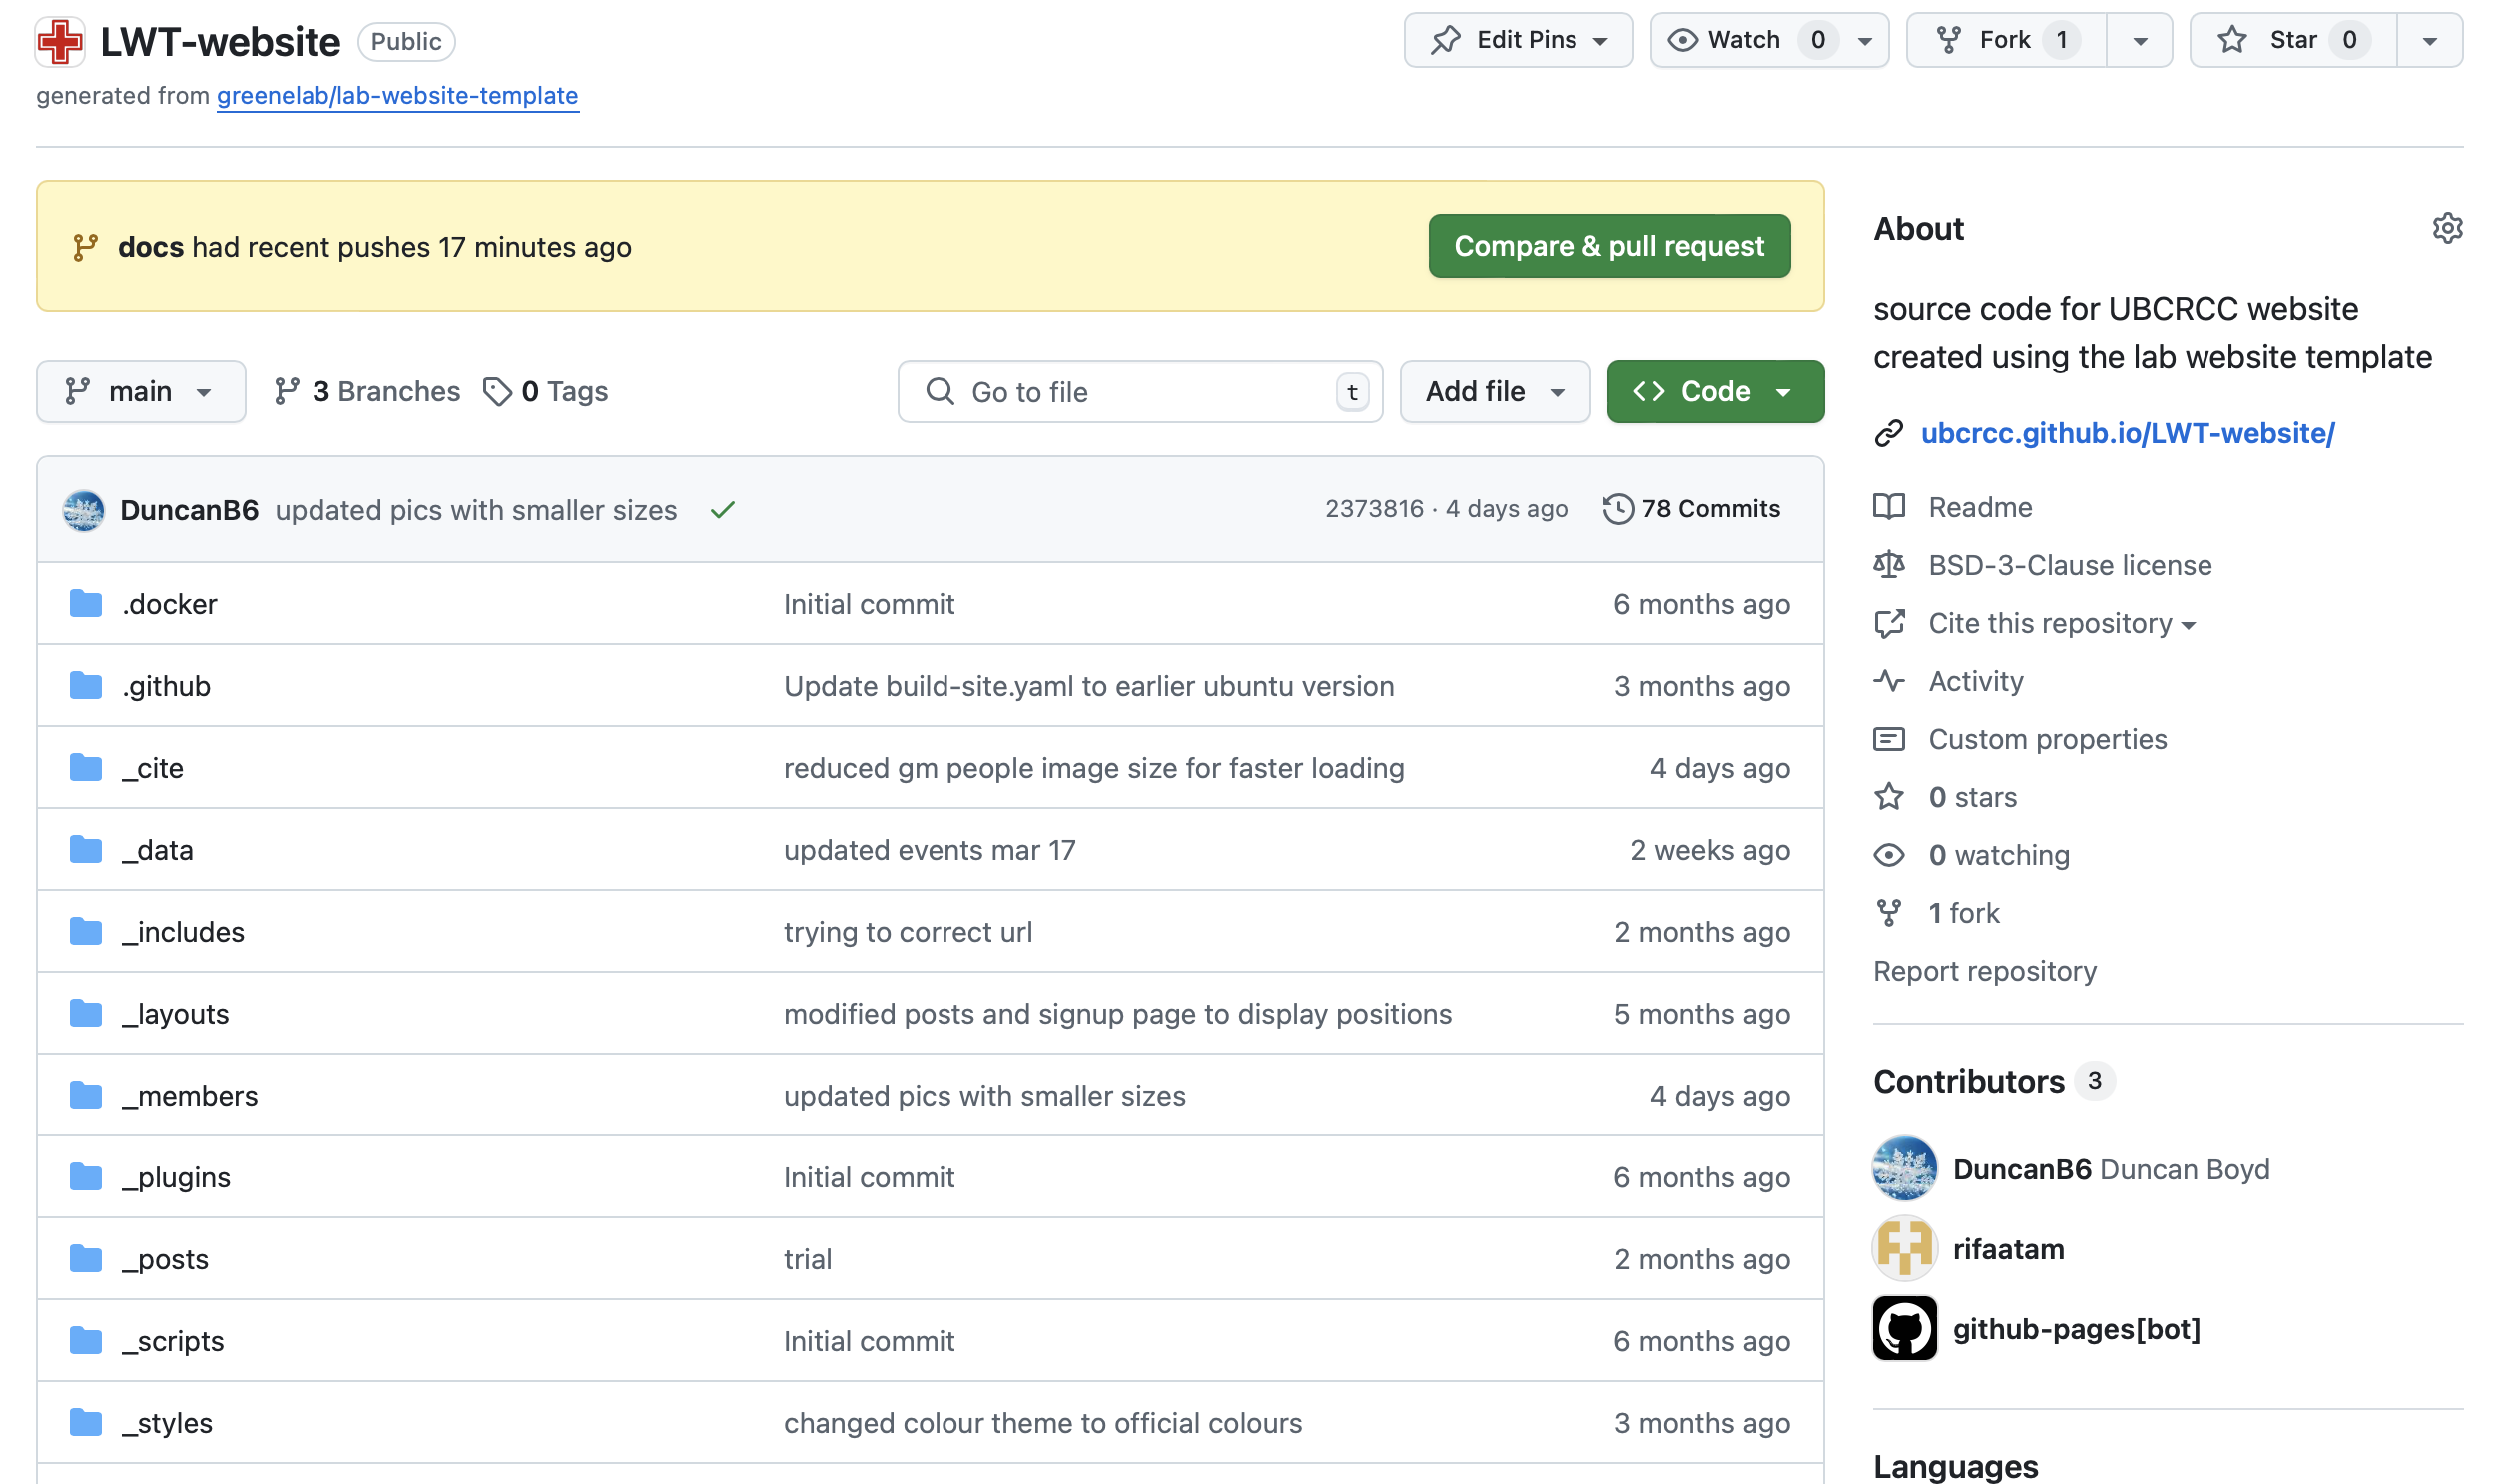 LWT-website Public
Edit Pins Watch 0 Fork 1 Star 0
generated from greenelab/lab-website-template
docs had recent pushes 17 minutes ago
Compare & pull request
main 3 Branches 0 Tags
Go to file t
Add file
Code
DuncanB6 updated pics with smaller sizes 2373816 · 4 days ago 78 Commits
.docker Initial commit 6 months ago
.github Update build-site.yaml to earlier ubuntu version 3 months ago
_cite reduced gm people image size for faster loading 4 days ago
_data updated events mar 17 2 weeks ago
_includes trying to correct url 2 months ago
_layouts modified posts and signup page to display positions 5 months ago
_members updated pics with smaller sizes 4 days ago
_plugins Initial commit 6 months ago
_posts trial 2 months ago
_scripts Initial commit 6 months ago
_styles changed colour theme to official colours 3 months ago
About
source code for UBCRCC website
created using the lab website template
ubcrcc.github.io/LWT-website/
Readme
BSD-3-Clause license
Cite this repository
Activity
Custom properties
0 stars
0 watching
1 fork
Report repository
Contributors 3
DuncanB6 Duncan Boyd
rifaatam
github-pages[bot]
Languages